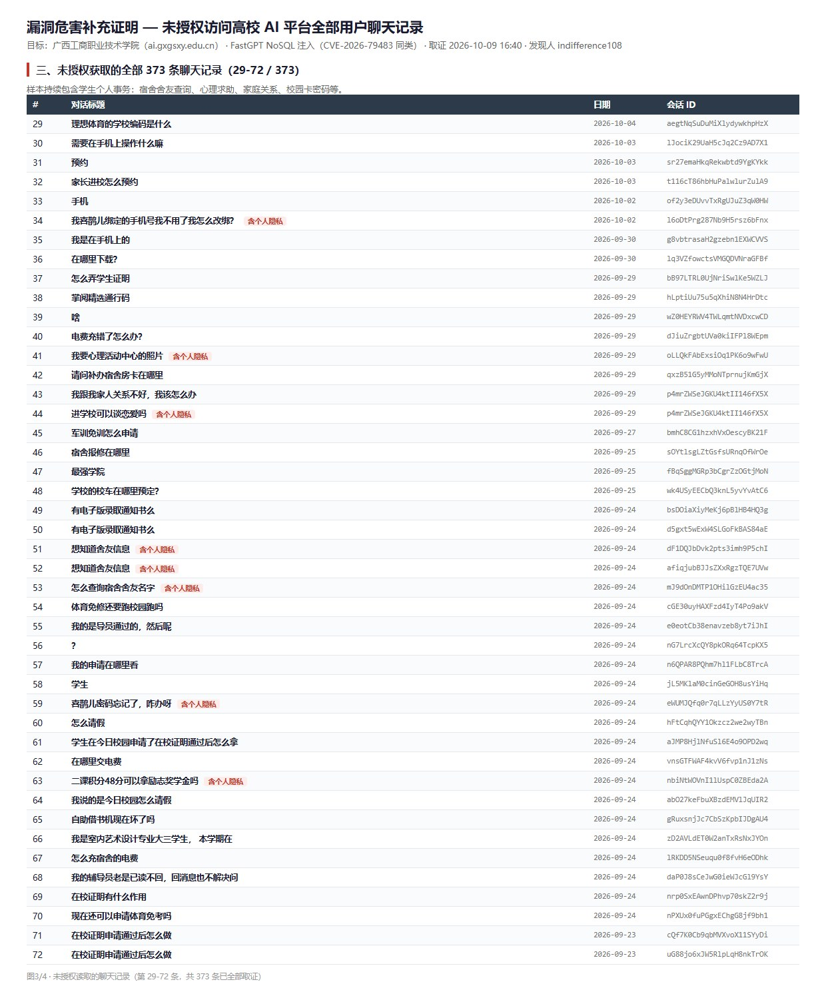 漏洞危害补充证明 — 未授权访问高校 AI 平台全部用户聊天记录
目标：广西工商职业技术学院（ai.gxgsxy.edu.cn） · FastGPT NoSQL 注入（CVE-2026-79483 同类） · 取证 2026-10-09 16:40 · 发现人 indifference108
三、未授权获取的全部 373 条聊天记录（29-72 / 373）
样本持续包含学生个人事务：宿舍舍友查询、心理求助、家庭关系、校园卡密码等。
# 对话标题 日期 会话 ID
29 理想体育的学校编码是什么 2026-10-04 aegtNqSuDuMiXlydywkhpHzX
30 需要在手机上操作什么嘛 2026-10-03 lJociK29UaH5cJq2Cz9AD7X1
31 预约 2026-10-03 sr27emaHkqRekwbtd9YgKYkk
32 家长进校怎么预约 2026-10-03 t116cT86hbHuPalwlurZulA9
33 手机 2026-10-02 of2y3eDUvvTxRgUJuZ3qW0HW
34 我喜鹊儿绑定的手机号我不用了我怎么改绑？ 含个人隐私 2026-10-02 l6oDtPrg287Nb9H5rsz6bFnx
35 我是在手机上的 2026-09-30 g8vbtrasaH2gzebn1EXWCVVS
36 在哪里下载？ 2026-09-30 lq3VZfowctsVMGQDVNraGFBf
37 怎么弄学生证明 2026-09-29 bB97LTRL0UjNriSwlKe5WZLJ
38 掌阅精选通行码 2026-09-29 hLptiUu75u5qXhiN8N4HrDtc
39 啥 2026-09-29 wZ0HEYRWV4TWLqmtNVDxcwCD
40 电费充错了怎么办？ 2026-09-29 dJiuZrgbtUVa0kiIFPl8WEpm
41 我要心理活动中心的照片 含个人隐私 2026-09-29 oLLQkFAbExsiOq1PK6o9wFwU
42 请问补办宿舍房卡在哪里 2026-09-29 qxzB51G5yMMoNTprnujKmGjX
43 我跟我家人关系不好，我该怎么办 2026-09-29 p4mrZWSeJGKU4ktII146fX5X
44 进学校可以谈恋爱吗 含个人隐私 2026-09-29 p4mrZWSeJGKU4ktII146fX5X
45 军训免训怎么申请 2026-09-27 bmhC8CG1hzxhVxOescyBK21F
46 宿舍报修在哪里 2026-09-25 sOYtlsgLZtGsfsURnqOfWrOe
47 最强学院 2026-09-25 fBqSggMGRp3bCgrZzOGtjMoN
48 学校的校车在哪里预定？ 2026-09-25 wk4USyEECbQ3knL5yvYvAtC6
49 有电子版录取通知书么 2026-09-24 bsDOiaXiyMeKj6pBlHB4HQ3g
50 有电子版录取通知书么 2026-09-24 d5gxt5wExW4SLGoFkBAS84aE
51 想知道舍友信息 含个人隐私 2026-09-24 dF1DQJbDvk2pts3imh9P5chI
52 想知道舍友信息 含个人隐私 2026-09-24 afiqjubBJJsZXxRgzTQE7UVw
53 怎么查询宿舍舍友名字 含个人隐私 2026-09-24 mJ9dOnDMTP1OHilGzEU4ac35
54 体育免修还要跑校园跑吗 2026-09-24 cGE30uyHAXFzd4IyT4Po9akV
55 我的是导员通过的，然后呢 2026-09-24 e0eotCb38enavzeb8yt7iJhI
56 ？ 2026-09-24 nG7LrcXcQY8pkORq64TcpKX5
57 我的申请在哪里看 2026-09-24 n6QPAR8PQhm7hl1FLbC8TrcA
58 学生 2026-09-24 jL5MKlaM0cinGeGOH8usYiHq
59 喜鹊儿密码忘记了，咋办呀 含个人隐私 2026-09-24 eWUMJQfq0r7qLLzYyUS0Y7tR
60 怎么请假 2026-09-24 hFtCqhQYY1Okzcz2we2wyTBn
61 学生在今日校园申请了在校证明通过后怎么拿 2026-09-24 aJMP8HjlNfuSl6E4o9OPD2wq
62 在哪里交电费 2026-09-24 vnsGTFWAF4kvV6fvp1nJ1zNs
63 二课积分48分可以拿励志奖学金吗 含个人隐私 2026-09-24 nbiNtWOVnI1lUspC0ZBEda2A
64 我说的是今日校园怎么请假 2026-09-24 abO27keFbuXBzdEMVlJqUIR2
65 自助借书机现在坏了吗 2026-09-24 gRuxsnjJc7CbSzKpbIJDgAU4
66 我是室内艺术设计专业大三学生， 本学期在 2026-09-24 zD2AVLdET0W2anTxRsNxJYOn
67 怎么充宿舍的电费 2026-09-24 lRKDD5NSeuqu0f8fvH6eODhk
68 我的辅导员老是已读不回，回消息也不解决问 2026-09-24 daP0J8sCeJwG0ieWJcGl9YsY
69 在校证明有什么作用 2026-09-24 nrp0SxEAwnDPhvp70skZ2r9j
70 现在还可以申请体育免考吗 2026-09-24 nPXUx0fuPGgxEChgG8jf9bh1
71 在校证明申请通过后怎么做 2026-09-23 cQf7K0Cb9qbMVXvoX11SYyDi
72 在校证明申请通过后怎么做 2026-09-23 uG88jo6xJW5RlpLqH8nkTrOK
图3/4 · 未授权读取的聊天记录（第 29-72 条，共 373 条已全部取证）